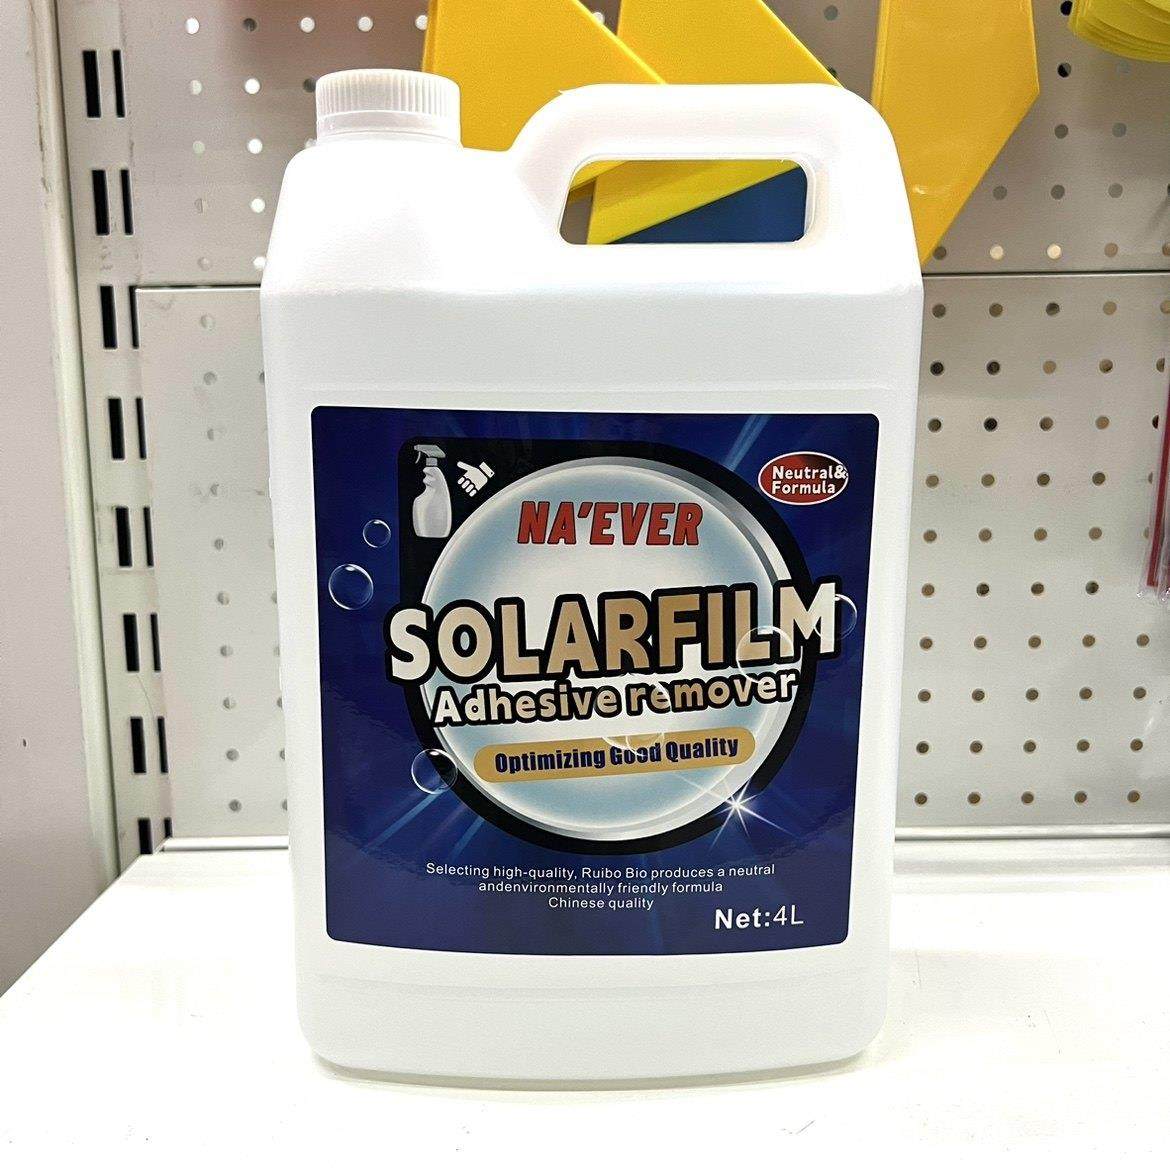 Neutral&
Formula
NA'EVER
SOLARFILM
Adhesive remover
Optimizing Good Quality
Selecting high-quality, Ruibo Bio produces a neutral
andenvironmentally friendly formula
Chinese quality
Net:4L